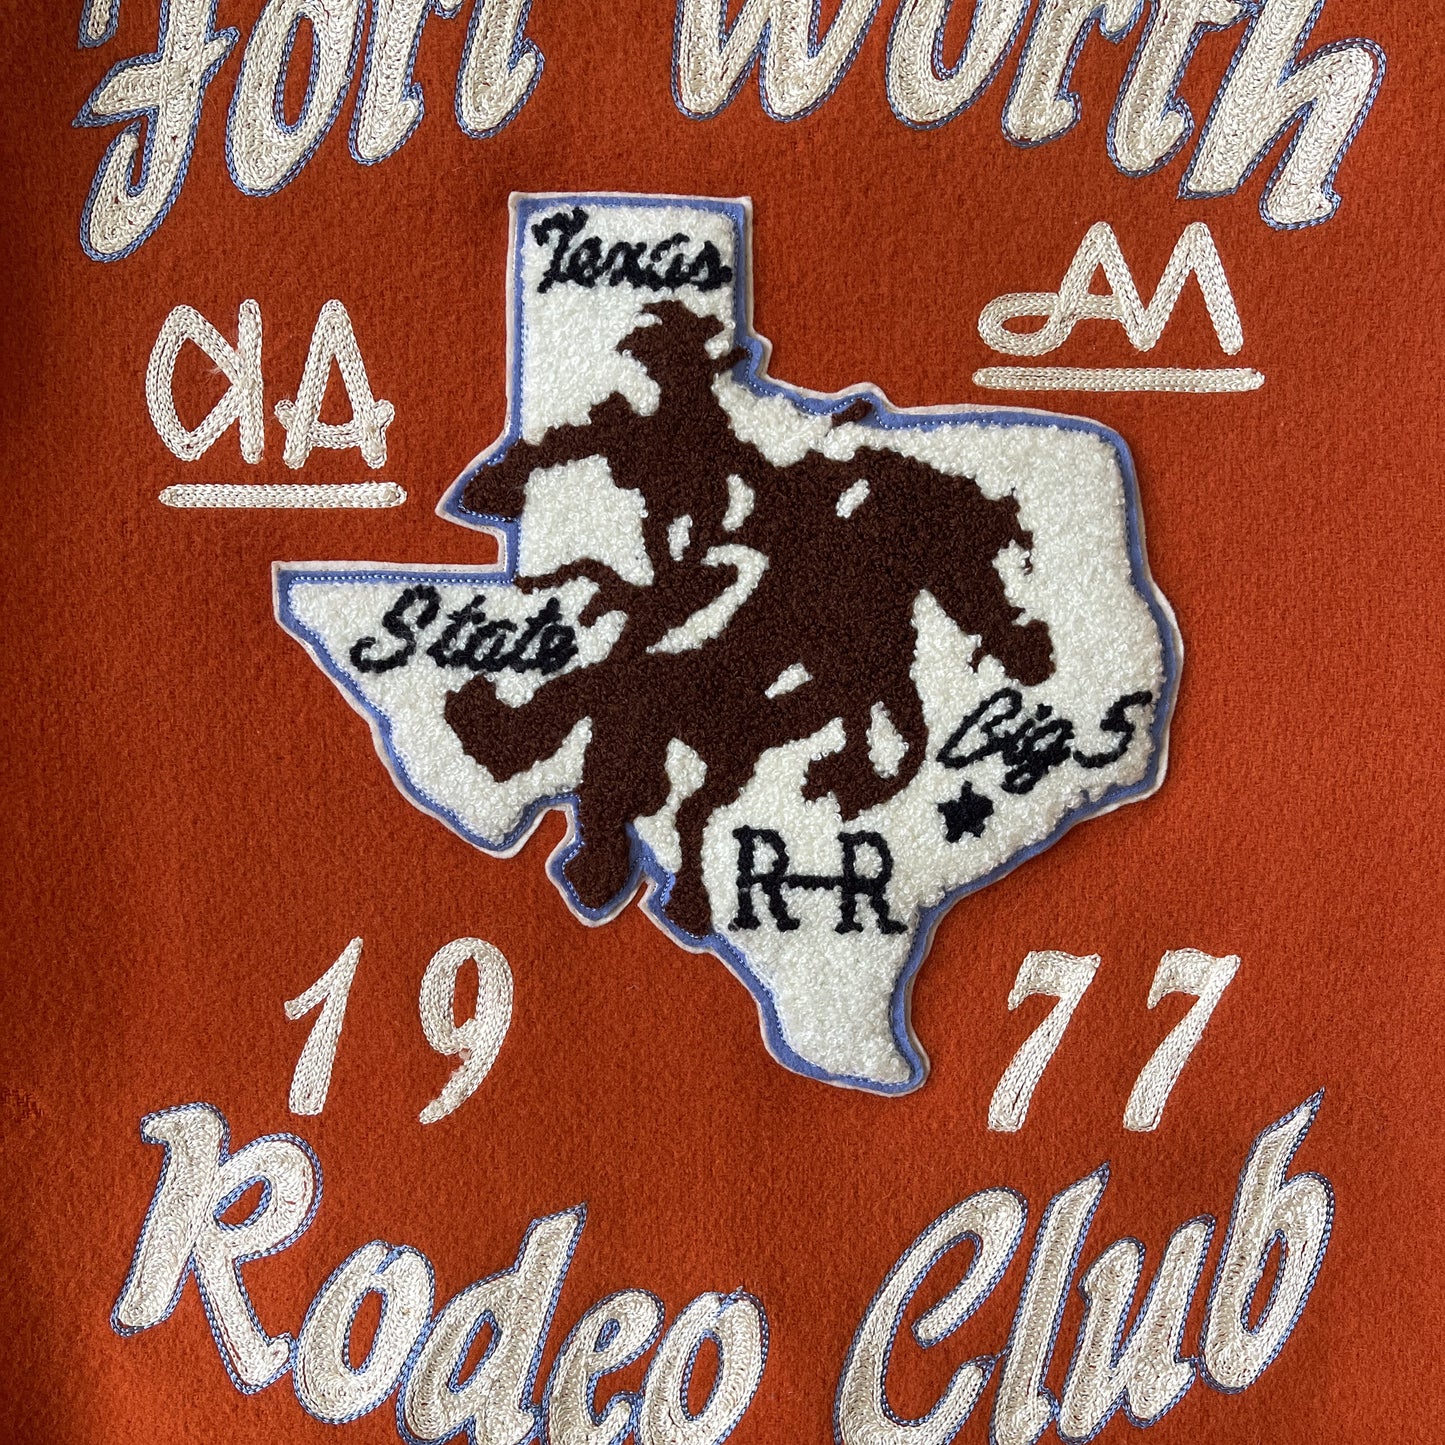 Fort Worth
Texas
State
Big 5
R-R
19 77
Rodeo Club